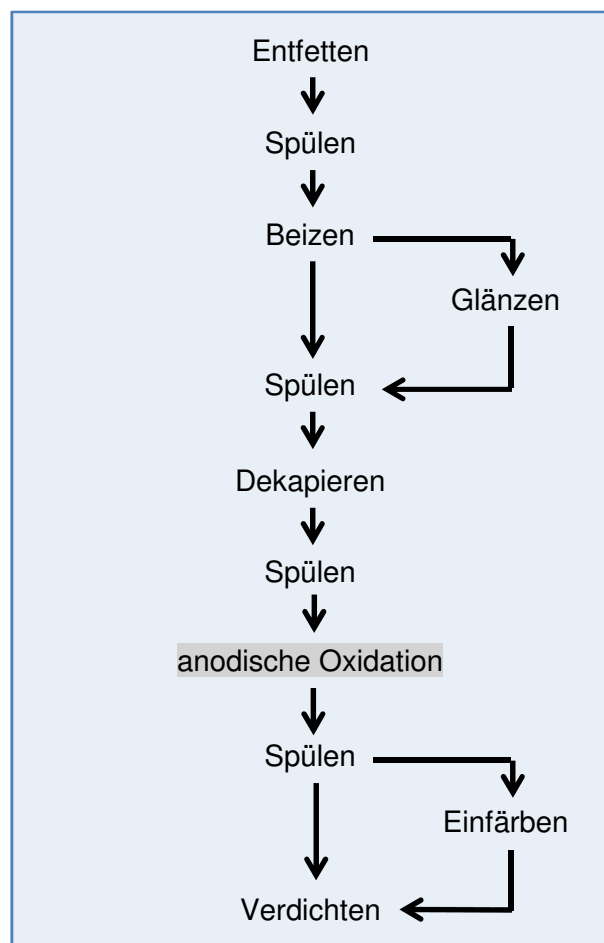 Entfetten
Spülen
Beizen
Glänzen
Spülen
Dekapieren
Spülen
anodische Oxidation
Spülen
Einfärben
Verdichten